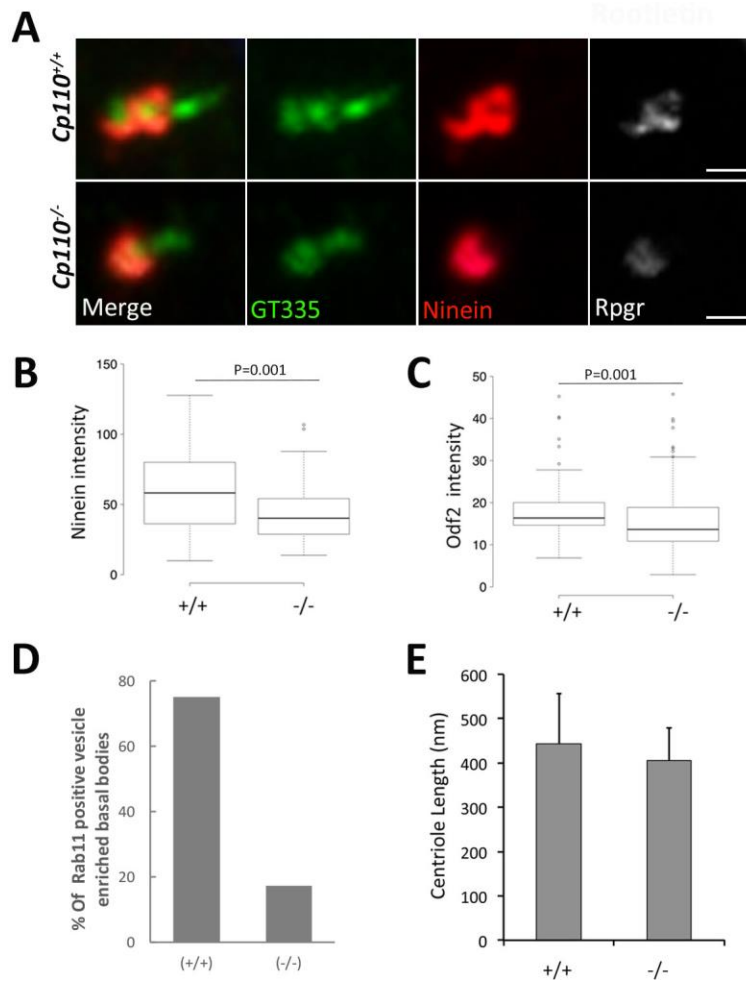 Rootletin
A
Cp110+/+
Cp110-/-
Merge
GT335
Ninein
Rpgr
B
P=0.001
Ninein intensity
150
100
50
0
+/+
-/-
C
P=0.001
Odf2 intensity
50
40
30
20
10
0
+/+
-/-
D
% Of Rab11 positive vesicle
enriched basal bodies
80
60
40
20
0
(+/+)
(-/-)
E
Centriole Length (nm)
600
500
400
300
200
100
0
+/+
-/-